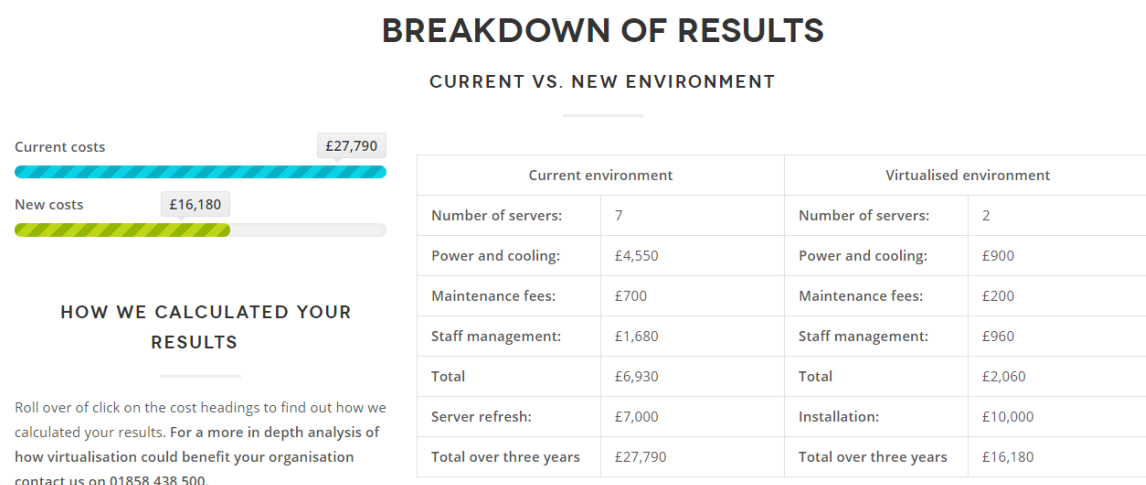 BREAKDOWN OF RESULTS
CURRENT VS. NEW ENVIRONMENT
Current costs £27,790
New costs £16,180
HOW WE CALCULATED YOUR
RESULTS
Roll over of click on the cost headings to find out how we
calculated your results. For a more in depth analysis of
how virtualisation could benefit your organisation
contact us on 01858 438 500.
Current environment Virtualised environment
Number of servers: 7 Number of servers: 2
Power and cooling: £4,550 Power and cooling: £900
Maintenance fees: £700 Maintenance fees: £200
Staff management: £1,680 Staff management: £960
Total £6,930 Total £2,060
Server refresh: £7,000 Installation: £10,000
Total over three years £27,790 Total over three years £16,180